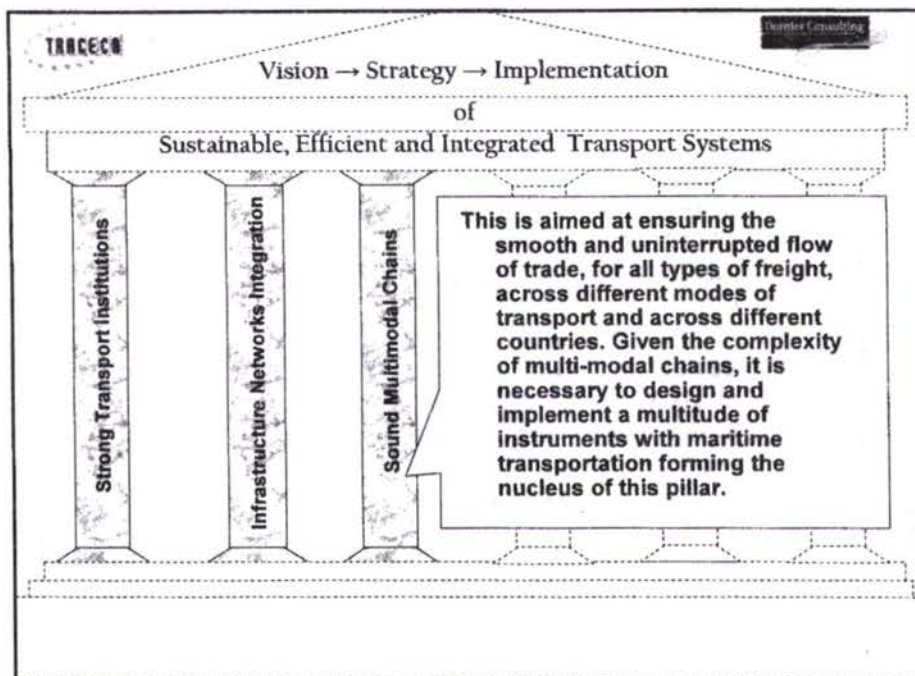 TRACECA
Dornier Consulting
Vision → Strategy → Implementation
of
Sustainable, Efficient and Integrated Transport Systems
Strong Transport Institutions
Infrastructure Networks Integration
Sound Multimodal Chains
This is aimed at ensuring the
smooth and uninterrupted flow
of trade, for all types of freight,
across different modes of
transport and across different
countries. Given the complexity
of multi-modal chains, it is
necessary to design and
implement a multitude of
instruments with maritime
transportation forming the
nucleus of this pillar.